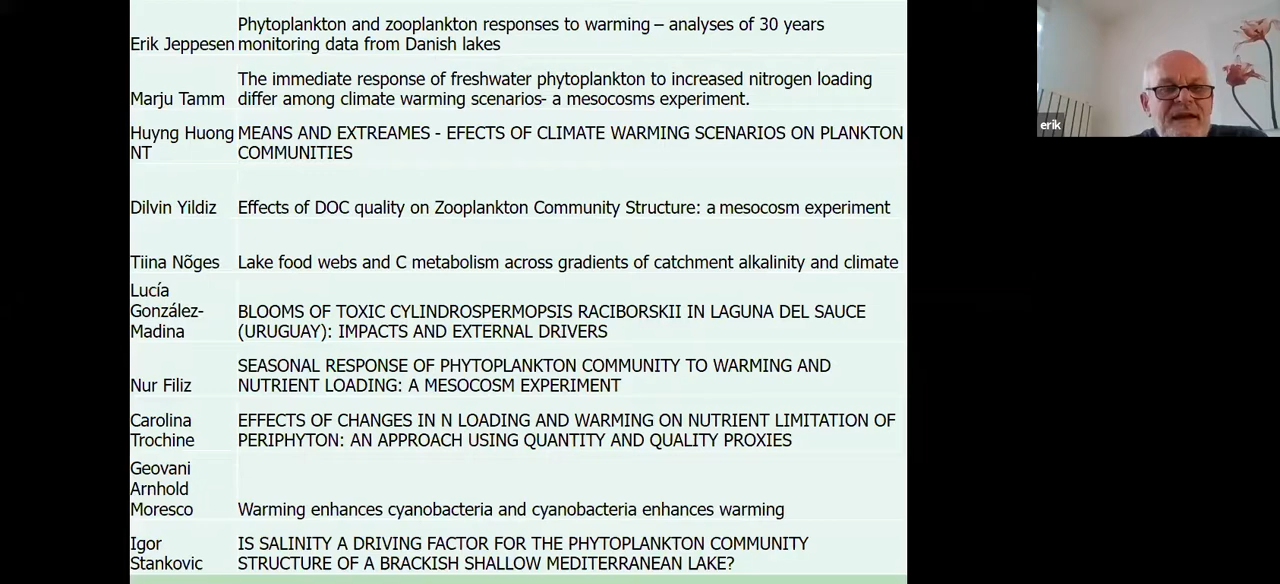 Erik Jeppesen Phytoplankton and zooplankton responses to warming – analyses of 30 years
monitoring data from Danish lakes
Marju Tamm The immediate response of freshwater phytoplankton to increased nitrogen loading
differ among climate warming scenarios- a mesocosms experiment.
Huyng Huong MEANS AND EXTREAMES - EFECTS OF CLIMATE WARMING SCENARIOS ON PLANKTON
NT COMMUNITIES
Dilvin Yildiz Effects of DOC quality on Zooplankton Community Structure: a mesocosm experiment
Tiina Nõges Lake food webs and C metabolism across gradients of catchment alkalinity and climate
Lucía
González- BLOOMS OF TOXIC CYLINDROSPERMOPSIS RACIBORSKII IN LAGUNA DEL SAUCE
Madina (URUGUAY): IMPACTS AND EXTERNAL DRIVERS
Nur Filiz SEASONAL RESPONSE OF PHYTOPLANKTON COMMUNITY TO WARMING AND
NUTRIENT LOADING: A MESOCOSM EXPERIMENT
Carolina EFFECTS OF CHANGES IN N LOADING AND WARMING ON NUTRIENT LIMITATION OF
Trochine PERIPHYTON: AN APPROACH USING QUANTITY AND QUALITY PROXIES
Geovani
Arnhold
Moresco Warming enhances cyanobacteria and cyanobacteria enhances warming
Igor IS SALINITY A DRIVING FACTOR FOR THE PHYTOPLANKTON COMMUNITY
Stankovic STRUCTURE OF A BRACKISH SHALLOW MEDITERRANEAN LAKE?
erik